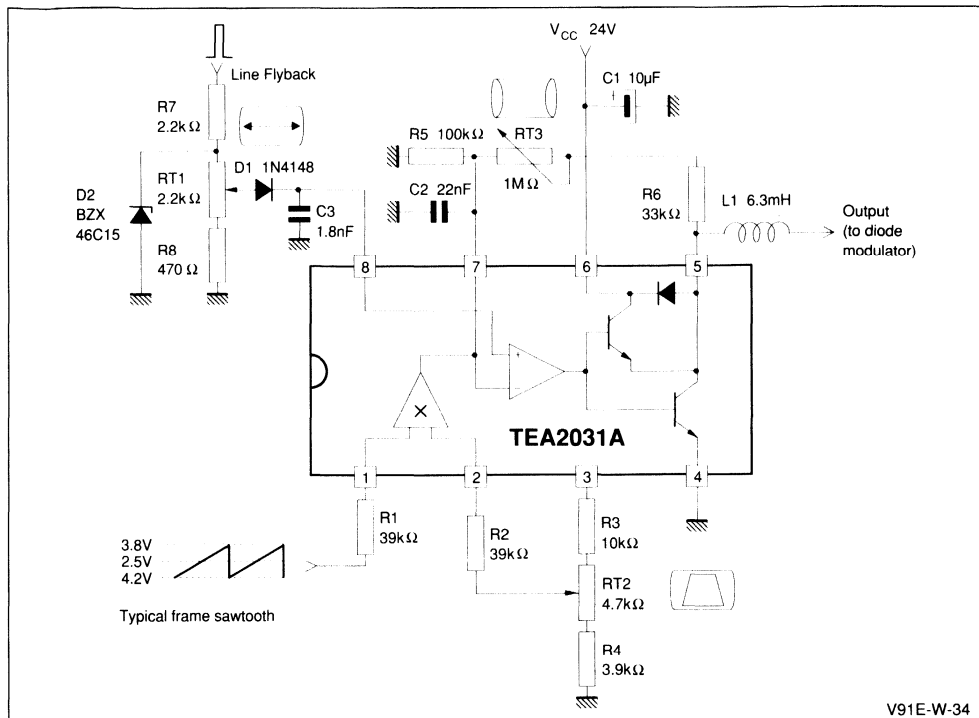 V_CC 24V
Line Flyback
C1 10µF
R7
2.2kΩ
R5 100kΩ
RT3
1MΩ
D1 1N4148
RT1
2.2kΩ
D2
BZX
46C15
C2 22nF
R6
33kΩ
L1 6.3mH
Output
(to diode
modulator)
C3
1.8nF
R8
470 Ω
8
7
6
5
+
-
×
TEA2031A
1
2
3
4
R1
39kΩ
R2
39kΩ
R3
10kΩ
3.8V
2.5V
4.2V
RT2
4.7kΩ
Typical frame sawtooth
R4
3.9kΩ
V91E-W-34